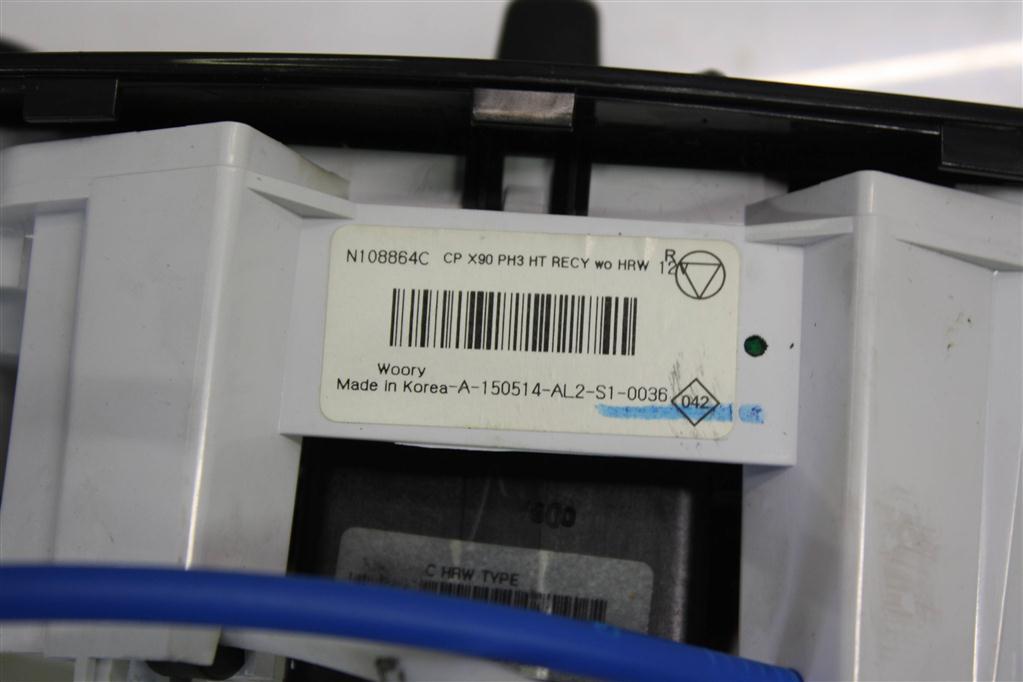 N108864C CP X90 PH3 HT RECY wo HRW 12V R
Woory
Made in Korea-A-150514-AL2-S1-0036 042
C HRW TYPE